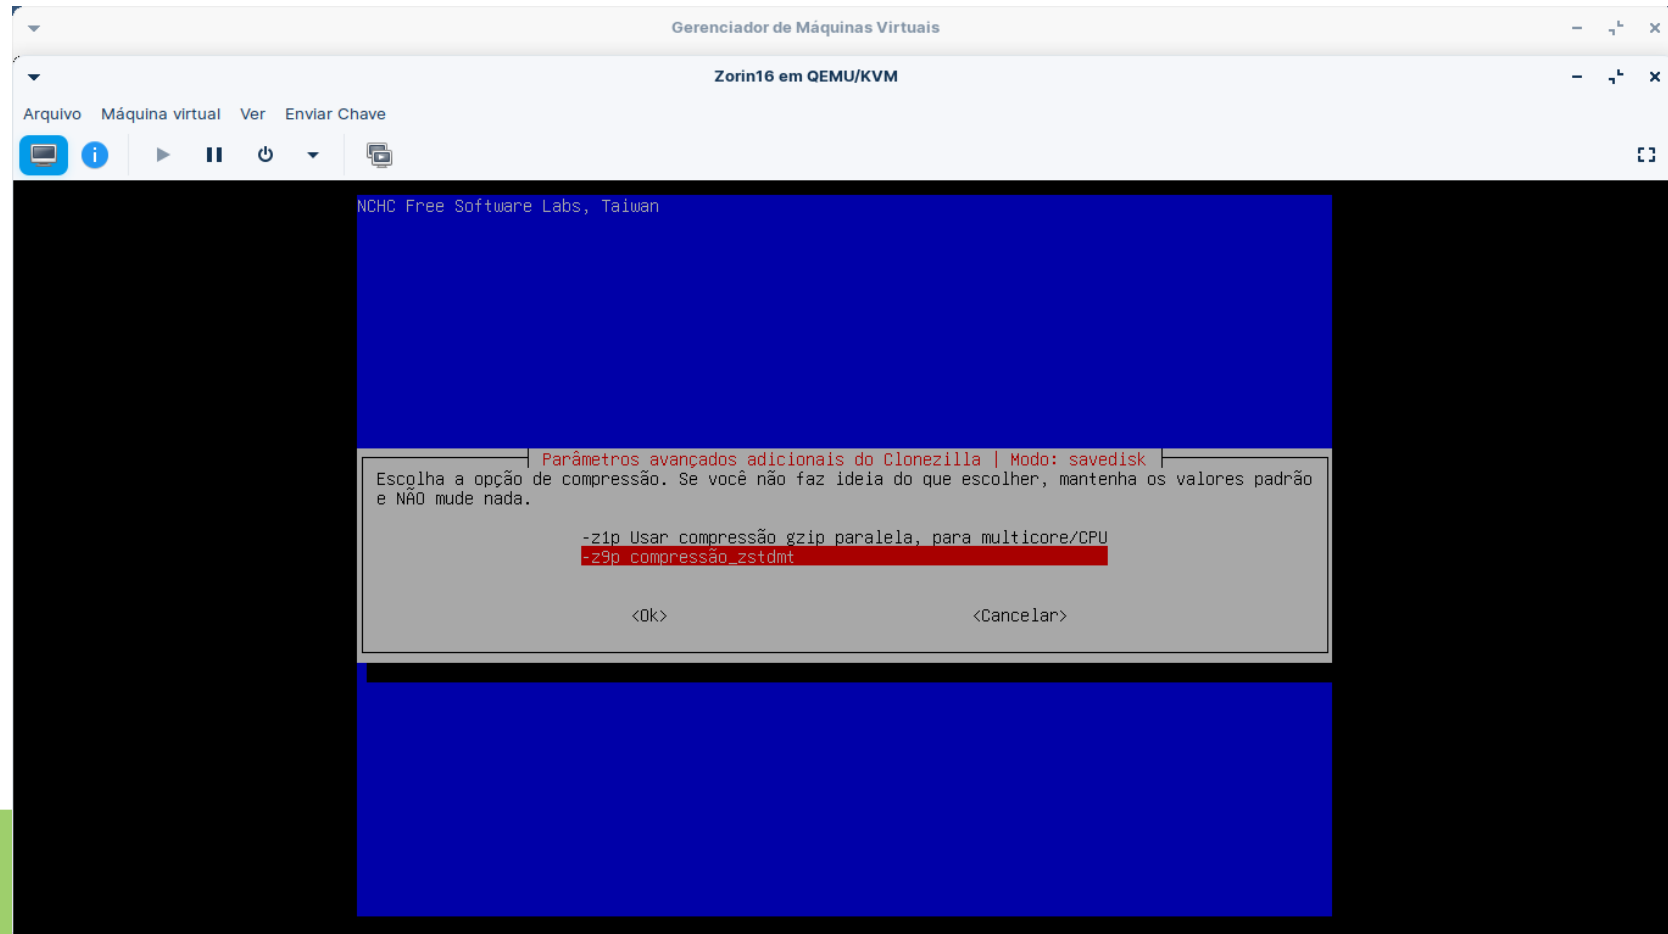 Gerenciador de Máquinas Virtuais
Zorin16 em QEMU/KVM
Arquivo Máquina virtual Ver Enviar Chave
NCHC Free Software Labs, Taiwan
Parâmetros avançados adicionais do Clonezilla | Modo: savedisk
Escolha a opção de compressão. Se você não faz ideia do que escolher, mantenha os valores padrão
e NÃO mude nada.
-z1p Usar compressão gzip paralela, para multicore/CPU
-z9p compressão_zstdmt
<Ok> <Cancelar>